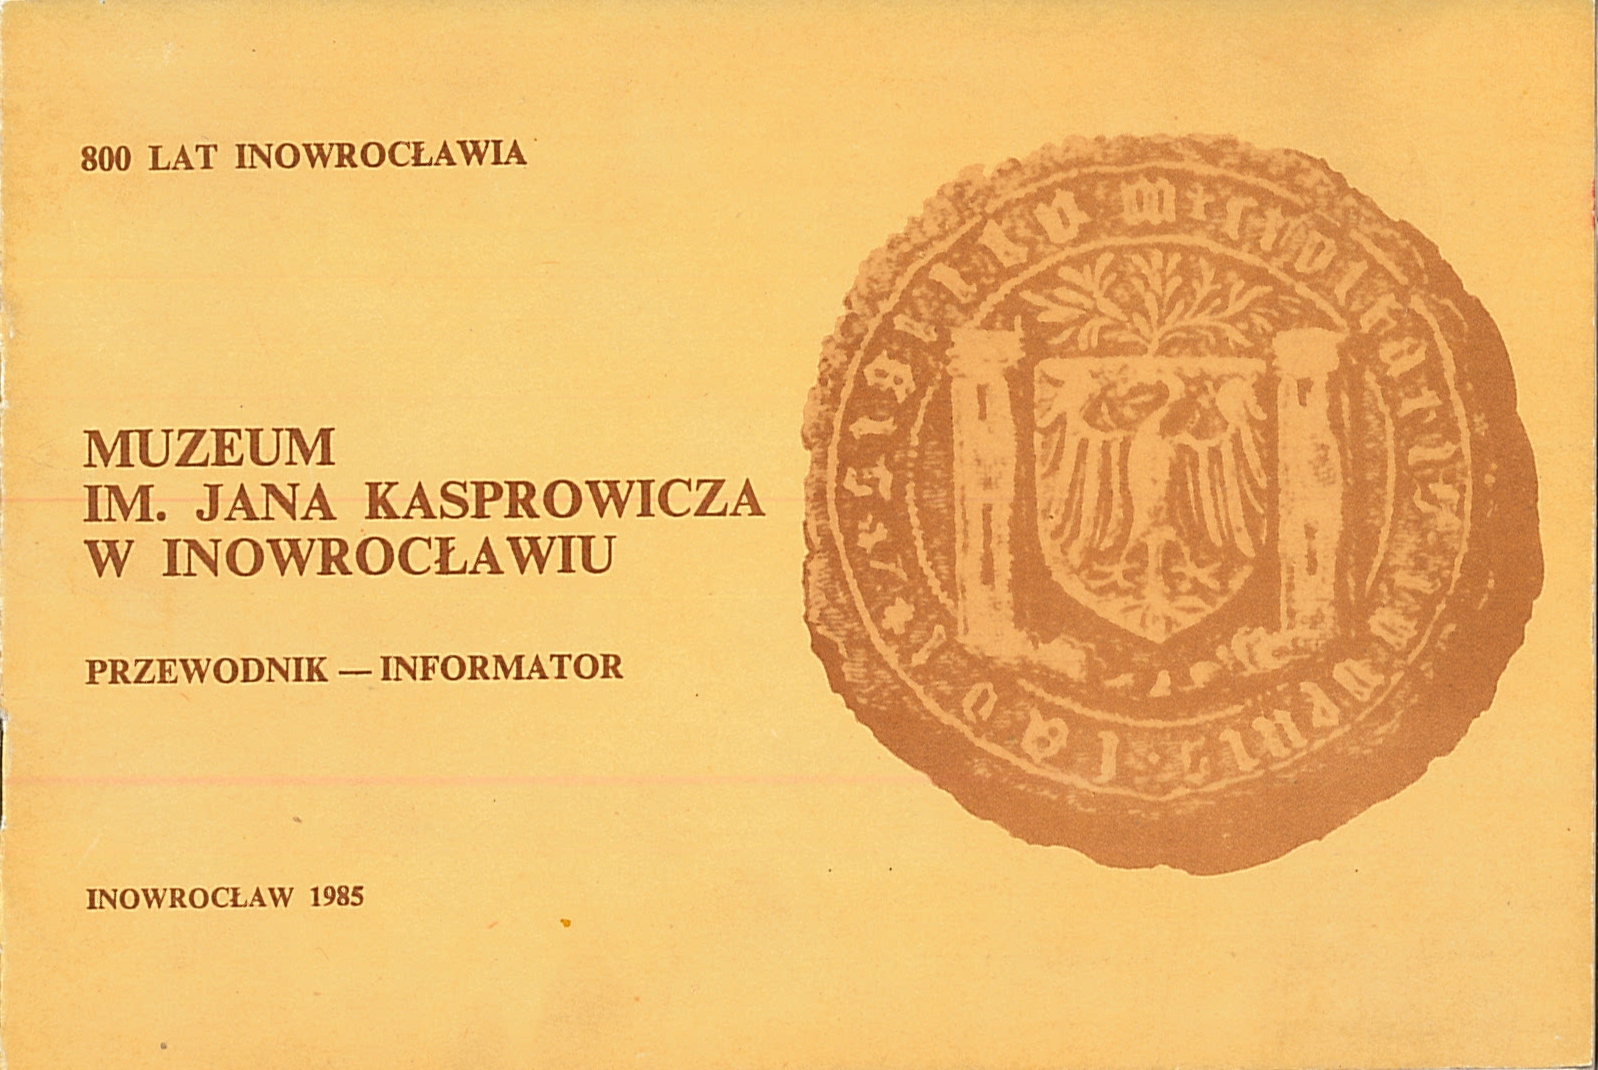 800 LAT INOWROCŁAWIA
MUZEUM
IM. JANA KASPROWICZA
W INOWROCŁAWIU
PRZEWODNIK — INFORMATOR
INOWROCŁAW 1985